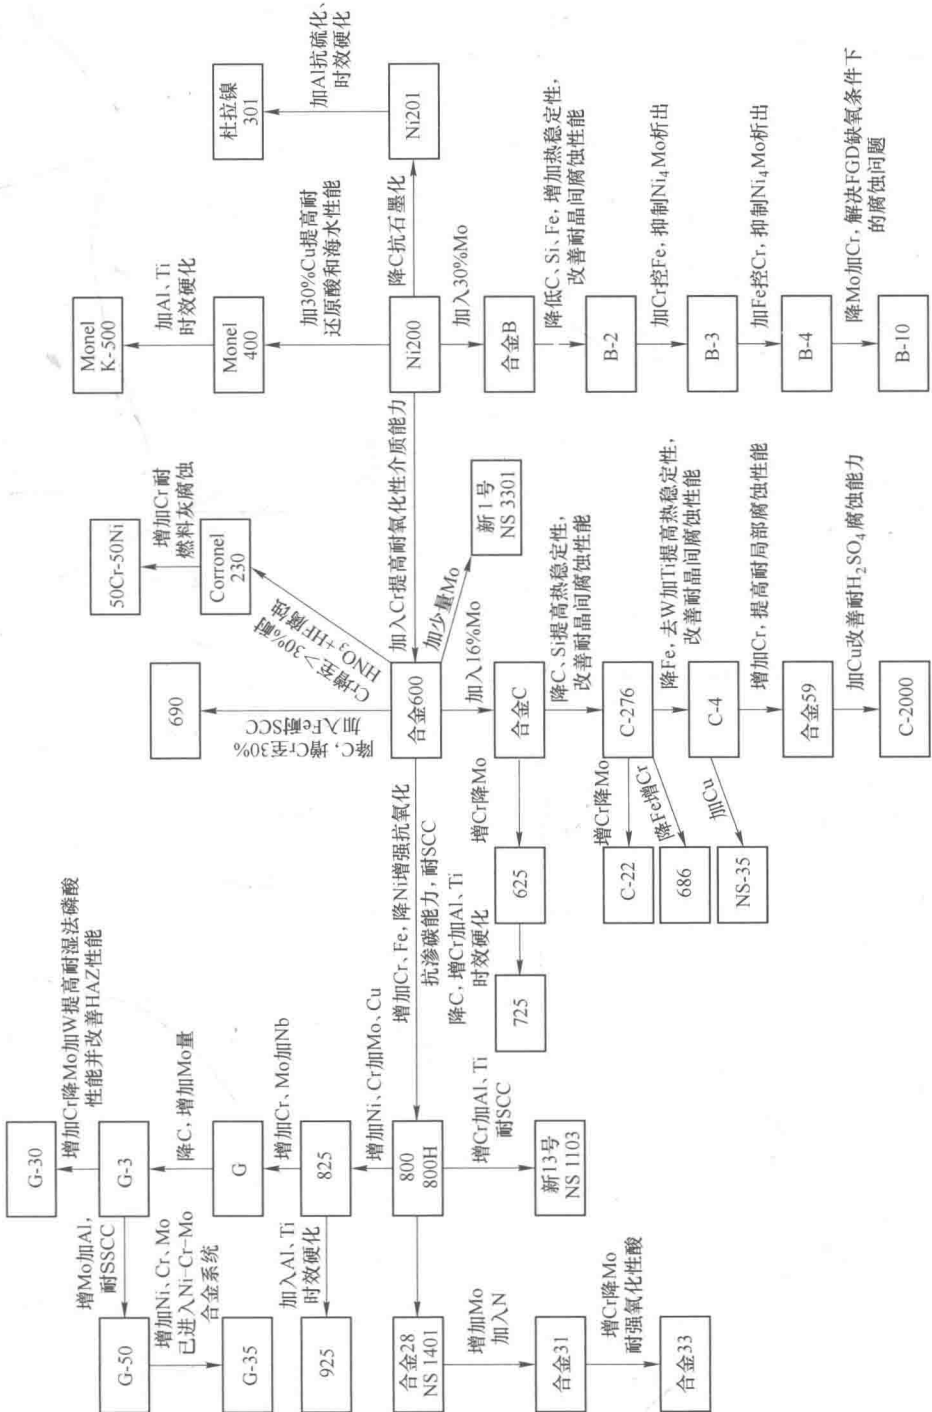 G-30
增加Cr降Mo加W提高耐湿法磷酸
性能并改善HAZ性能
G-3
降C，增加Mo量
G
增加Cr、Mo加Nb
825
增加Ni、Cr加Mo、Cu
800
800H
增Cr加Al、Ti
耐SCC
新13号
NS 1103
增Mo加Al，
耐SSCC
G-50
增加Ni、Cr、Mo
已进入Ni-Cr-Mo
合金系统
G-35
加入Al、Ti
时效硬化
925
合金28
NS 1401
增加Mo
加入N
合金31
增Cr降Mo
耐强氧化性酸
合金33
增加Cr、Fe，降Ni增强抗氧化
抗渗碳能力，耐SCC
690
降C，增Cr至30%
加入Fe耐SCC
50Cr-50Ni
增加Cr耐
燃料灰腐蚀
Corronel
230
Cr增至>30%耐
HNO₃+HF腐蚀
合金600
加少量Mo
新1号
NS 3301
加入16%Mo
合金C
增Cr降Mo
625
降C，增Cr加Al、Ti
时效硬化
725
降C、Si提高热稳定性，
改善耐晶间腐蚀性能
C-276
增Cr降Mo
C-22
降Fe增Cr
686
降Fe，去W加Ti提高热稳定性，
改善耐晶间腐蚀性能
C-4
加Cu
NS-35
增加Cr，提高耐局部腐蚀性能
合金59
加Cu改善耐H₂SO₄腐蚀能力
C-2000
加入Cr提高耐氧化性介质能力
Monel
K-500
加Al、Ti
时效硬化
Monel
400
加30%Cu提高耐
还原酸和海水性能
Ni200
降C抗石墨化
Ni201
加Al抗硫化、
时效硬化
杜拉镍
301
加入30%Mo
合金B
降低C、Si、Fe，增加热稳定性，
改善耐晶间腐蚀性能
B-2
加Cr控Fe，抑制Ni₄Mo析出
B-3
加Fe控Cr，抑制Ni₄Mo析出
B-4
降Mo加Cr，解决FGD缺氧条件下
的腐蚀问题
B-10